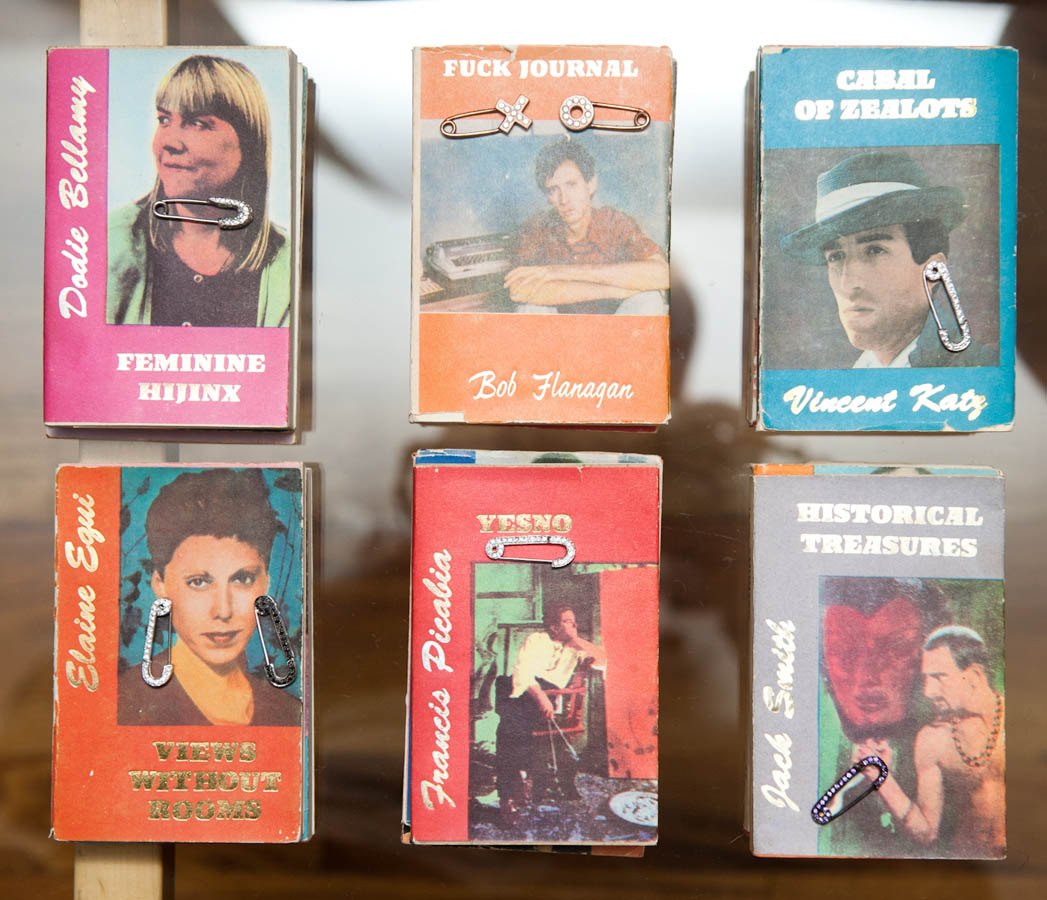 Dodie Bellamy
FEMININE
HIJINX
FUCK JOURNAL
Bob Flanagan
CABAL
OF ZEALOTS
Vincent Katz
Elaine Equi
VIEWS
WITHOUT
ROOMS
YESNO
Francis Picabia
HISTORICAL
TREASURES
Jack Smith